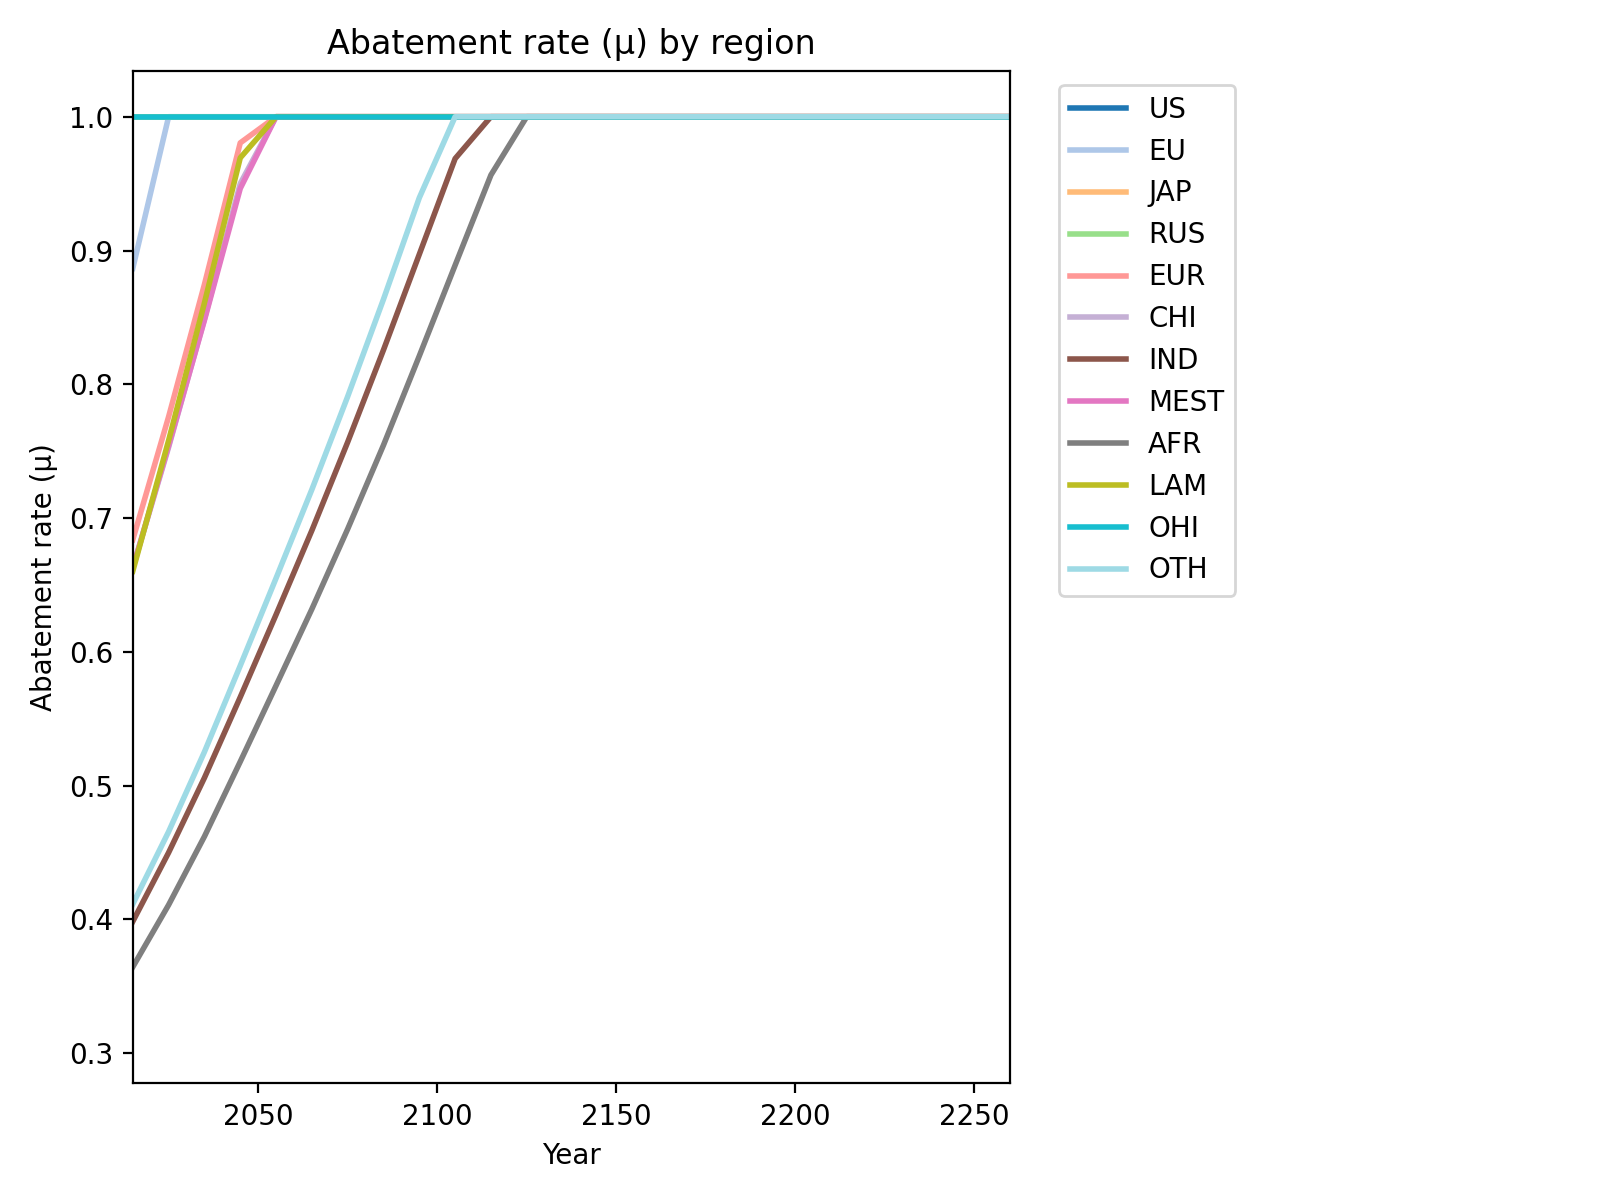 Abatement rate (μ) by region
1.0
0.9
0.8
0.7
0.6
0.5
0.4
0.3
Abatement rate (μ)
2050 2100 2150 2200 2250
Year
US
EU
JAP
RUS
EUR
CHI
IND
MEST
AFR
LAM
OHI
OTH